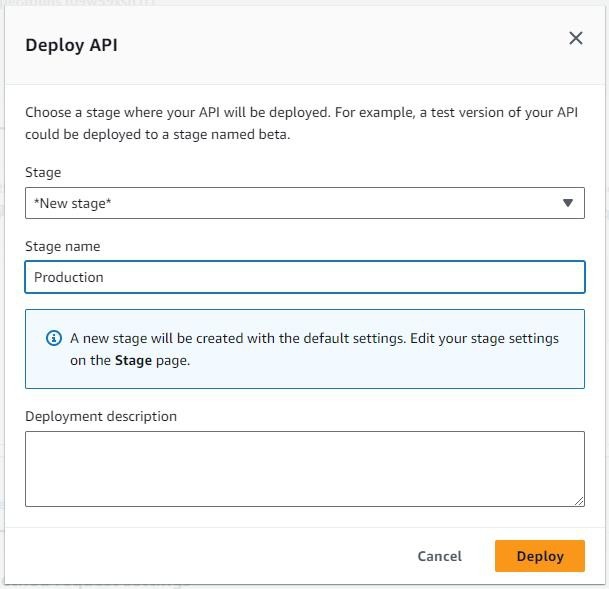 Deploy API
Choose a stage where your API will be deployed. For example, a test version of your API
could be deployed to a stage named beta.
Stage
*New stage*
Stage name
Production
A new stage will be created with the default settings. Edit your stage settings
on the Stage page.
Deployment description
Cancel
Deploy